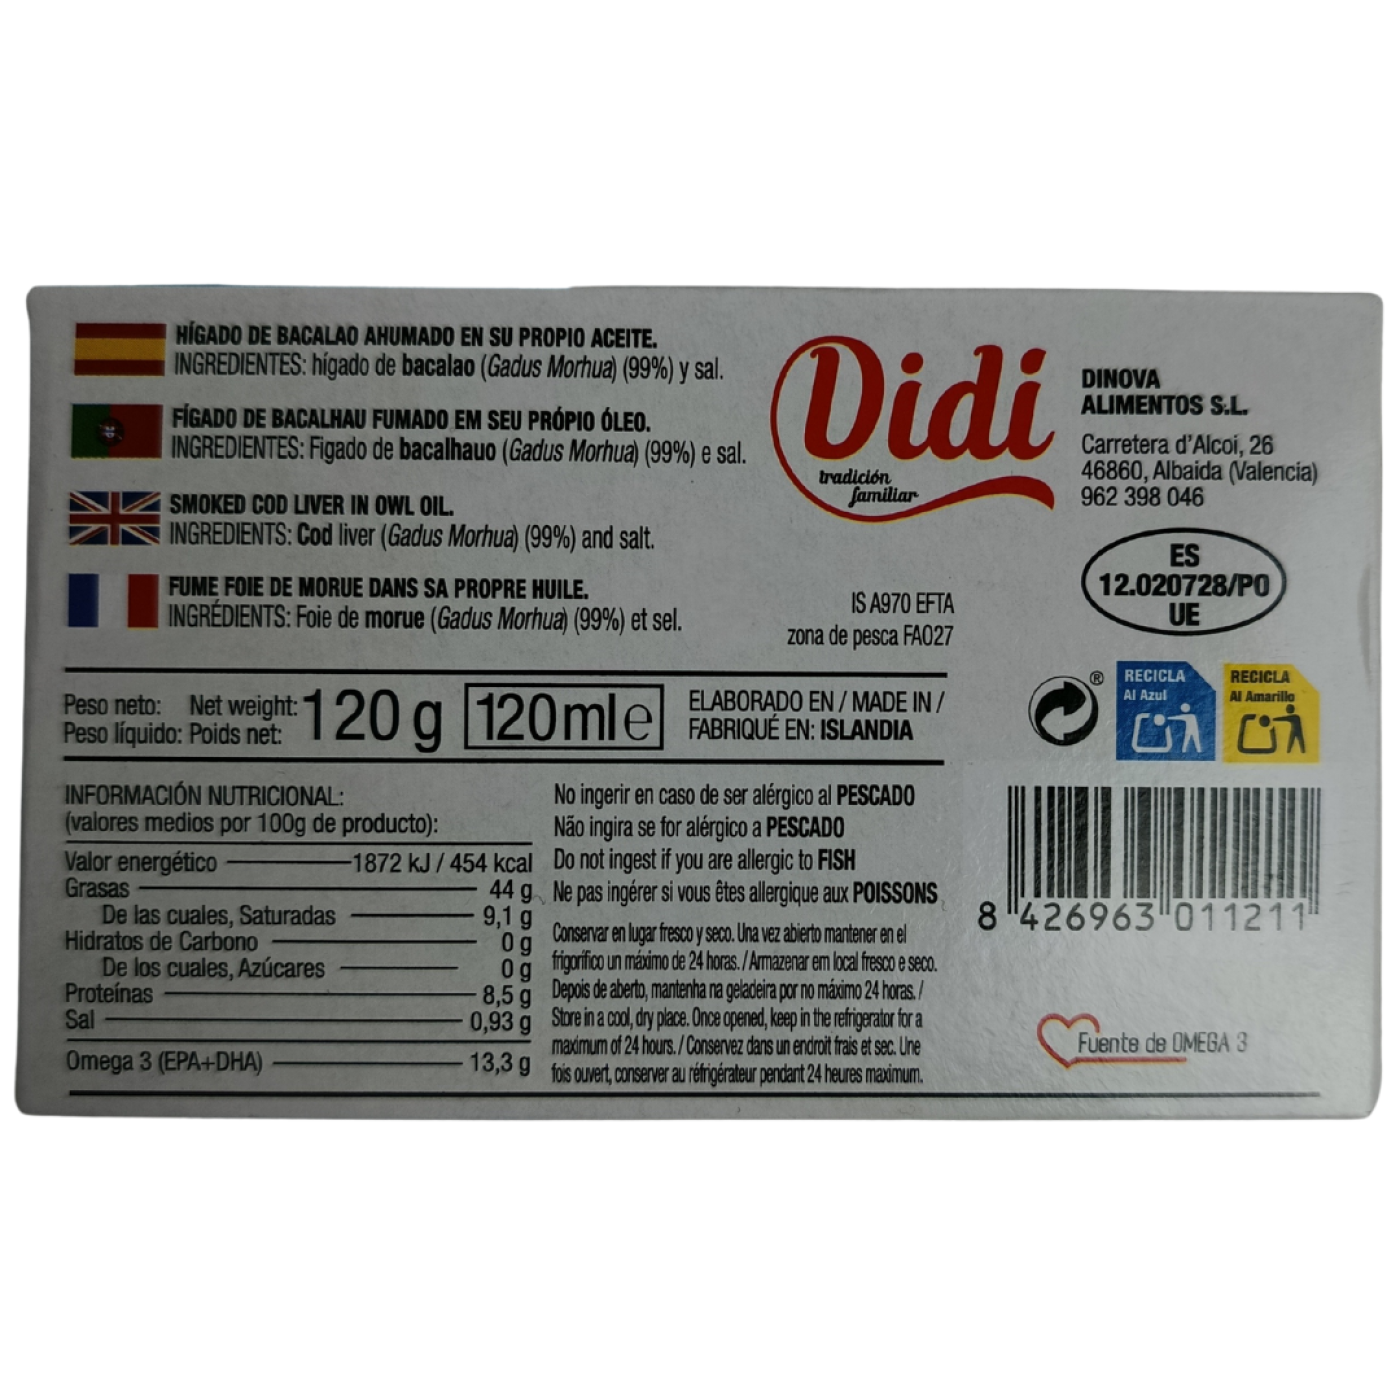 HÍGADO DE BACALAO AHUMADO EN SU PROPIO ACEITE.
INGREDIENTES: hígado de bacalao (Gadus Morhua) (99%) y sal.
FÍGADO DE BACALHAU FUMADO EM SEU PRÓPIO ÓLEO.
INGREDIENTES: Figado de bacalhauo (Gadus Morhua) (99%) e sal.
SMOKED COD LIVER IN OWL OIL.
INGREDIENTS: Cod liver (Gadus Morhua) (99%) and salt.
FUME FOIE DE MORUE DANS SA PROPRE HUILE.
INGRÉDIENTS: Foie de morue (Gadus Morhua) (99%) et sel.
Didi
tradición
familiar
DINOVA
ALIMENTOS S.L.
Carretera d'Alcoi, 26
46860, Albaida (Valencia)
962 398 046
IS A970 EFTA
zona de pesca FAO27
ES
12.020728/PO
UE
Peso neto: Net weight:
Peso líquido: Poids net:
120 g
120 ml e
ELABORADO EN / MADE IN /
FABRIQUÉ EN: ISLANDIA
®
RECICLA
Al Azul
RECICLA
Al Amarillo
INFORMACIÓN NUTRICIONAL:
(valores medios por 100g de producto):
Valor energético 1872 kJ / 454 kcal
Grasas 44 g
De las cuales, Saturadas 9,1 g
Hidratos de Carbono 0 g
De los cuales, Azúcares 0 g
Proteínas 8,5 g
Sal 0,93 g
Omega 3 (EPA+DHA) 13,3 g
No ingerir en caso de ser alérgico al PESCADO
Não ingira se for alérgico a PESCADO
Do not ingest if you are allergic to FISH
Ne pas ingérer si vous êtes allergique aux POISSONS
Conservar en lugar fresco y seco. Una vez abierto mantener en el
frigorífico un máximo de 24 horas. / Armazenar em local fresco e seco.
Depois de aberto, mantenha na geladeira por no máximo 24 horas. /
Store in a cool, dry place. Once opened, keep in the refrigerator for a
maximum of 24 hours. / Conservez dans un endroit frais et sec. Une
fois ouvert, conserver au réfrigérateur pendant 24 heures maximum.
8 426963 011211
Fuente de OMEGA 3